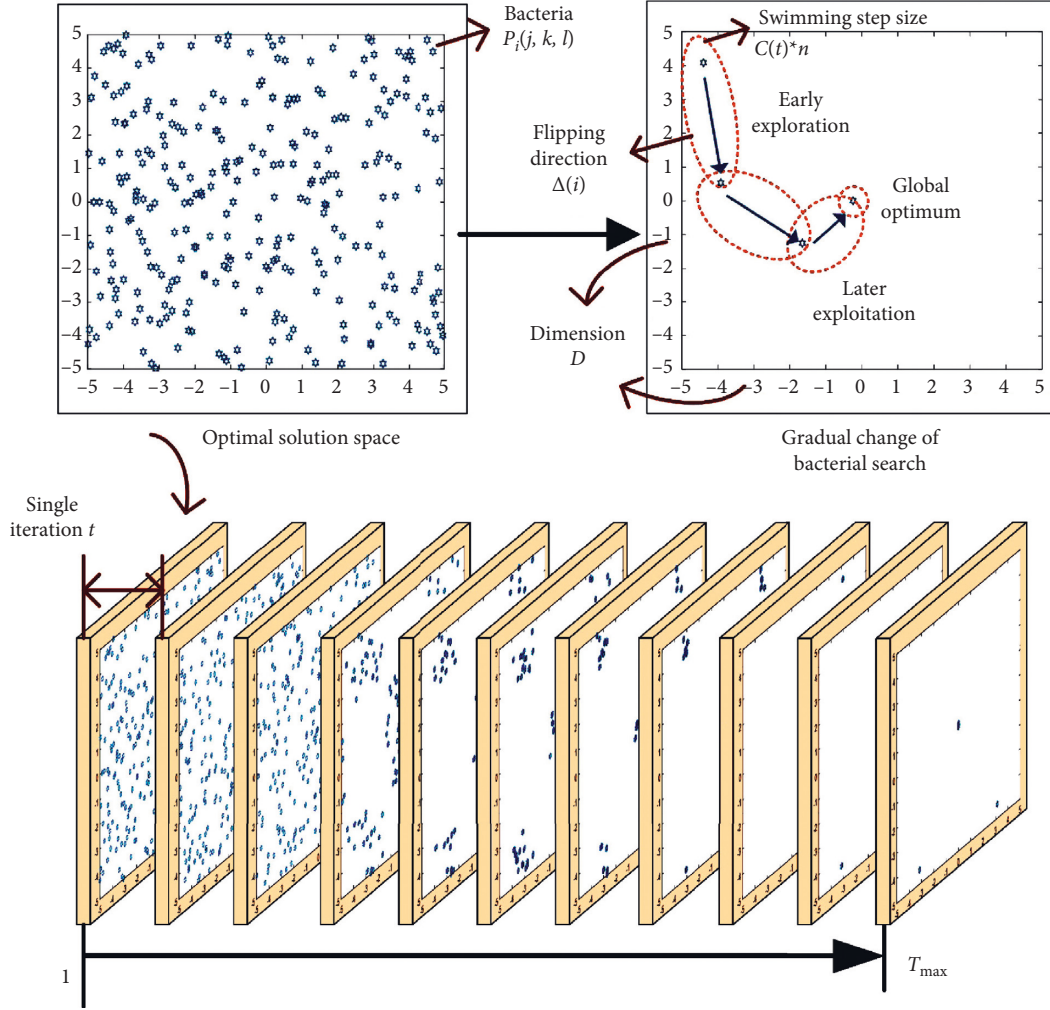 Bacteria
P_i(j, k, l)
5
4
3
2
1
0
−1
−2
−3
−4
−5
−5 −4 −3 −2 −1 0 1 2 3 4 5
Optimal solution space
Swimming step size
C(t)*n
Early
exploration
Flipping
direction
Δ(i)
Global
optimum
Later
exploitation
Dimension
D
5
4
3
2
1
0
−1
−2
−3
−4
−5
−5 −4 −3 −2 −1 0 1 2 3 4 5
Gradual change of
bacterial search
Single
iteration t
1
T_max